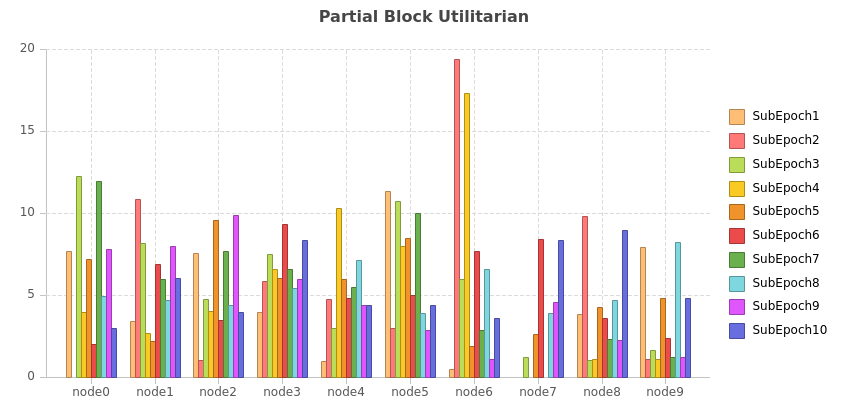 Partial Block Utilitarian
20
15
10
5
0
node0 node1 node2 node3 node4 node5 node6 node7 node8 node9
SubEpoch1
SubEpoch2
SubEpoch3
SubEpoch4
SubEpoch5
SubEpoch6
SubEpoch7
SubEpoch8
SubEpoch9
SubEpoch10